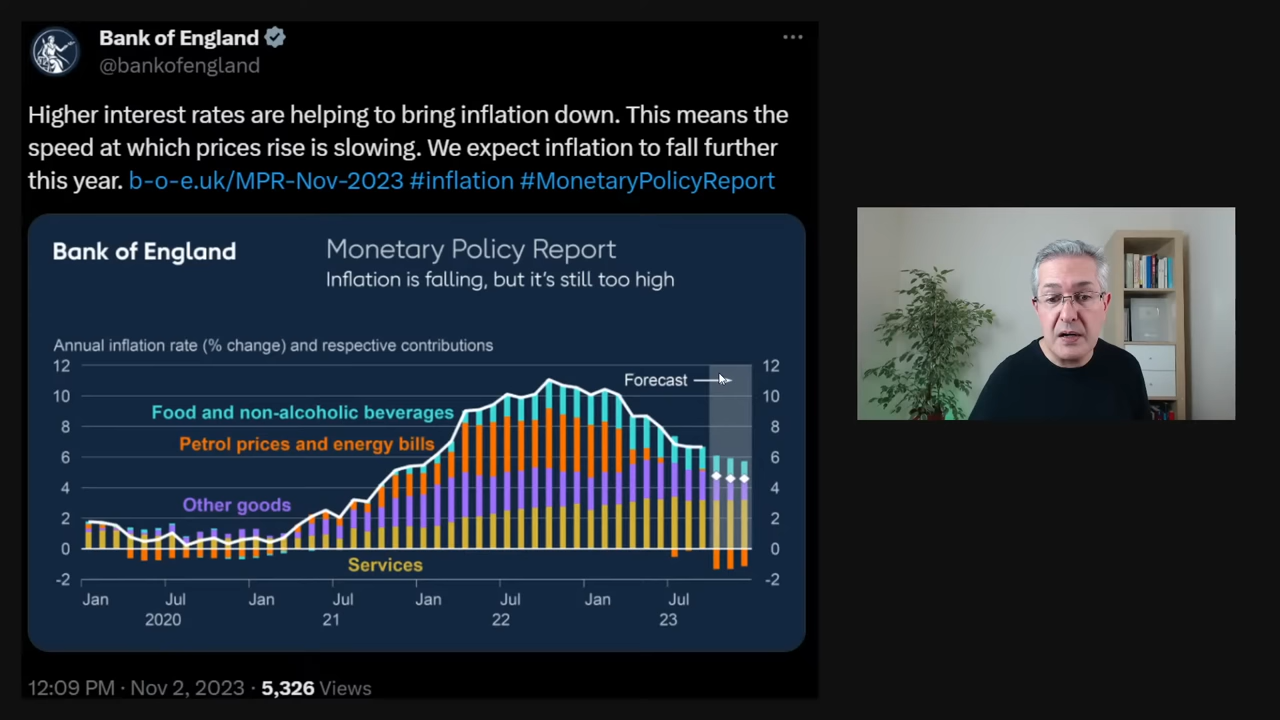 Bank of England
@bankofengland
Higher interest rates are helping to bring inflation down. This means the
speed at which prices rise is slowing. We expect inflation to fall further
this year. b-o-e.uk/MPR-Nov-2023 #inflation #MonetaryPolicyReport
Bank of England
Monetary Policy Report
Inflation is falling, but it's still too high
Annual inflation rate (% change) and respective contributions
12 12
Forecast
10 10
Food and non-alcoholic beverages
8 8
Petrol prices and energy bills
6 6
4 4
Other goods
2 2
0 0
Services
-2 -2
Jan Jul Jan Jul Jan Jul Jan Jul
2020 21 22 23
12:09 PM · Nov 2, 2023 · 5,326 Views